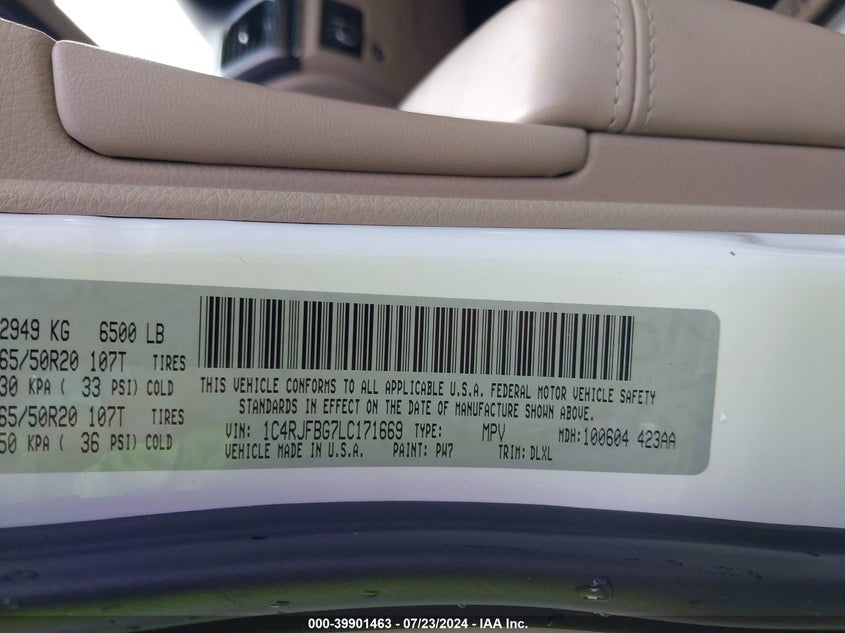 2949 KG 6500 LB
65/50R20 107T TIRES
30 KPA ( 33 PSI) COLD
65/50R20 107T TIRES
50 KPA ( 36 PSI) COLD
THIS VEHICLE CONFORMS TO ALL APPLICABLE U.S.A. FEDERAL MOTOR VEHICLE SAFETY
STANDARDS IN EFFECT ON THE DATE OF MANUFACTURE SHOWN ABOVE.
VIN: 1C4RJFBG7LC171669 TYPE: MPV MDH:100604 423AA
VEHICLE MADE IN U.S.A. PAINT: PW7 TRIM: DLXL
000-39901463 - 07/23/2024 - IAA Inc.